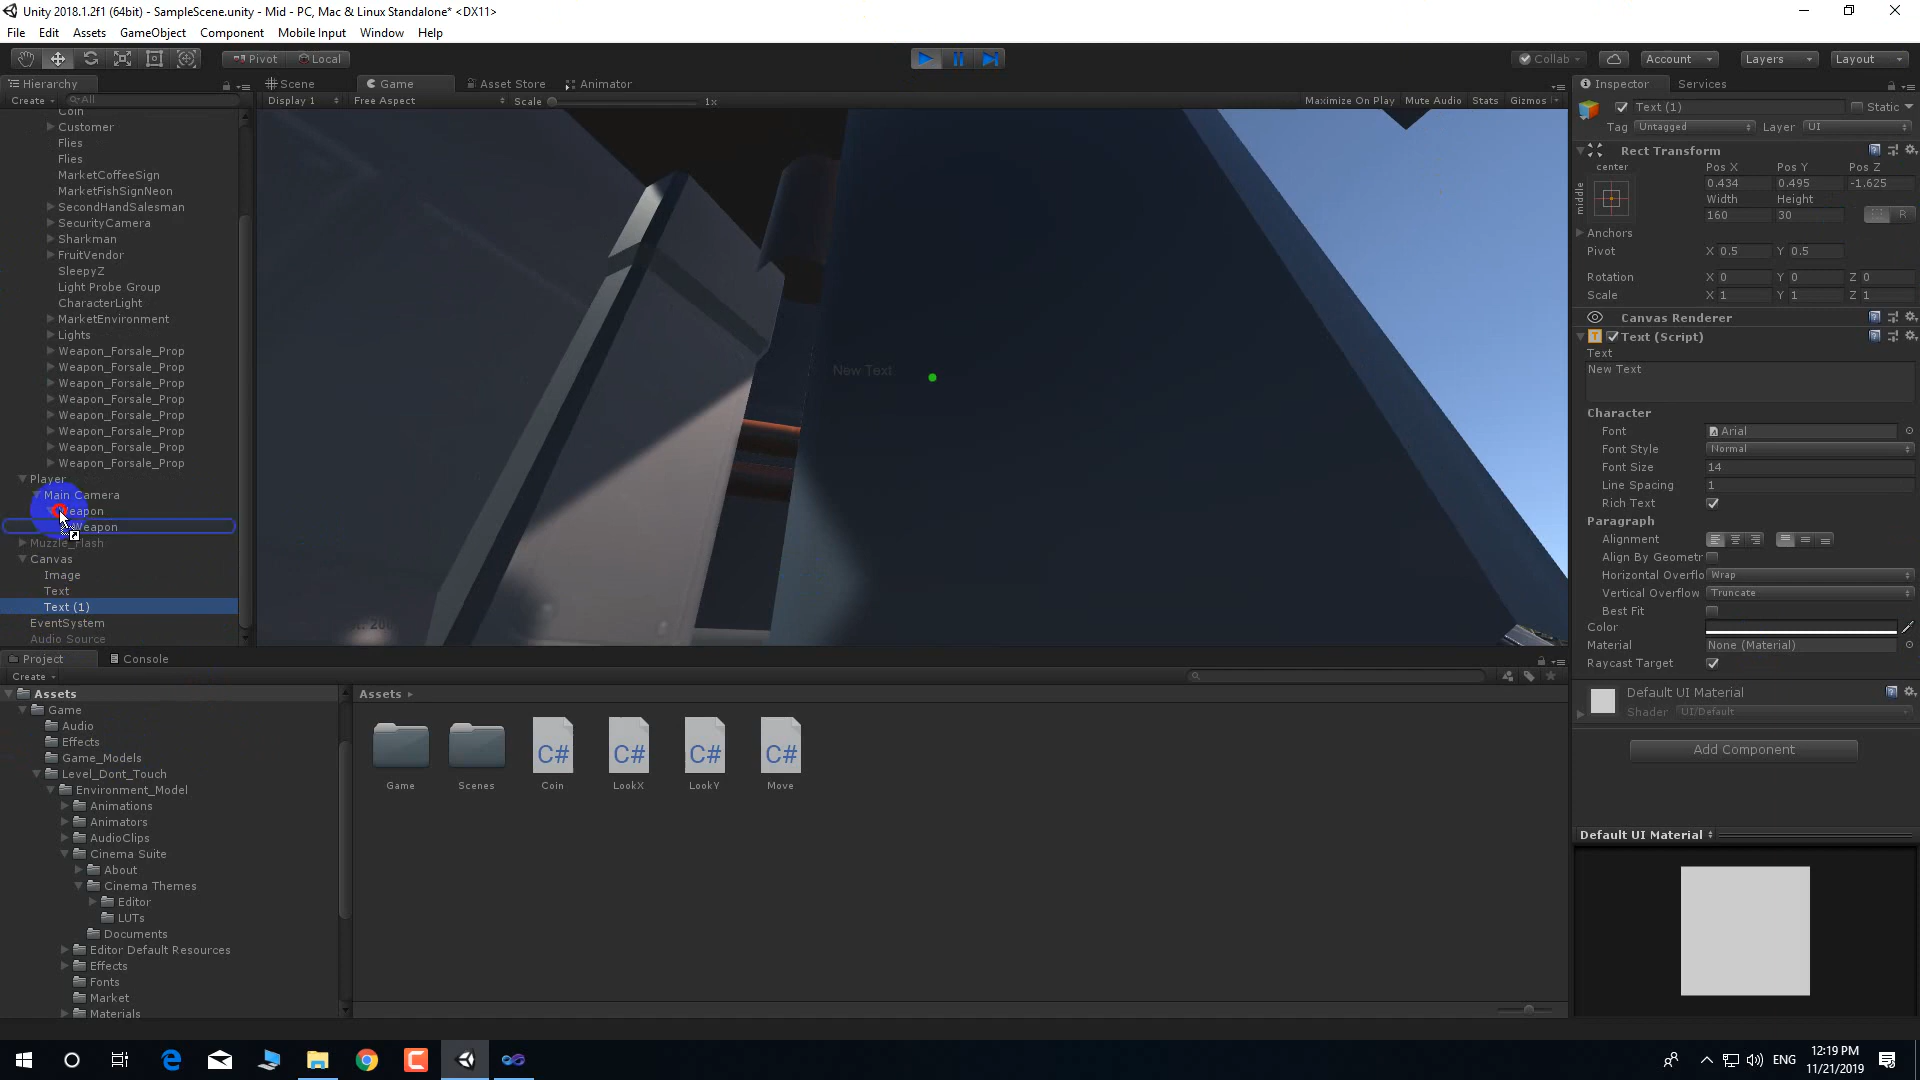 Unity 2018.1.2f1 (64bit) - SampleScene.unity - Mid - PC, Mac & Linux Standalone* <DX11>
File Edit Assets GameObject Component Mobile Input Window Help
Pivot Local Collab Account Layers Layout
Hierarchy Scene Game Asset Store Animator Inspector Services
Create All Display 1 Free Aspect Scale 1x Maximize On Play Mute Audio Stats Gizmos
Text (1) Static
Tag Untagged Layer UI
Coin
Customer
Flies
Flies
MarketCoffeeSign
MarketFishSignNeon
SecondHandSalesman
SecurityCamera
Sharkman
FruitVendor
SleepyZ
Light Probe Group
CharacterLight
MarketEnvironment
Lights
Weapon_Forsale_Prop
Weapon_Forsale_Prop
Weapon_Forsale_Prop
Weapon_Forsale_Prop
Weapon_Forsale_Prop
Weapon_Forsale_Prop
Weapon_Forsale_Prop
Weapon_Forsale_Prop
Player
Main Camera
Weapon
Weapon
Muzzle_Flash
Canvas
Image
Text
Text (1)
EventSystem
Audio Source
New Text
Rect Transform
center
middle
Pos X Pos Y Pos Z
0.434 0.495 -1.625
Width Height
160 30
R
Anchors
Pivot X 0.5 Y 0.5
Rotation X 0 Y 0 Z 0
Scale X 1 Y 1 Z 1
Canvas Renderer
Text (Script)
Text
New Text
Character
Font Arial
Font Style Normal
Font Size 14
Line Spacing 1
Rich Text
Paragraph
Alignment
Align By Geometr
Horizontal Overflo Wrap
Vertical Overflow Truncate
Best Fit
Color
Material None (Material)
Raycast Target
Default UI Material
Shader UI/Default
Add Component
Default UI Material
Project Console
Create
Assets
Game
Audio
Effects
Game_Models
Level_Dont_Touch
Environment_Model
Animations
Animators
AudioClips
Cinema Suite
About
Cinema Themes
Editor
LUTs
Documents
Editor Default Resources
Effects
Fonts
Market
Materials
Assets
C# C# C# C#
Game Scenes Coin LookX LookY Move
ENG
12:19 PM
11/21/2019